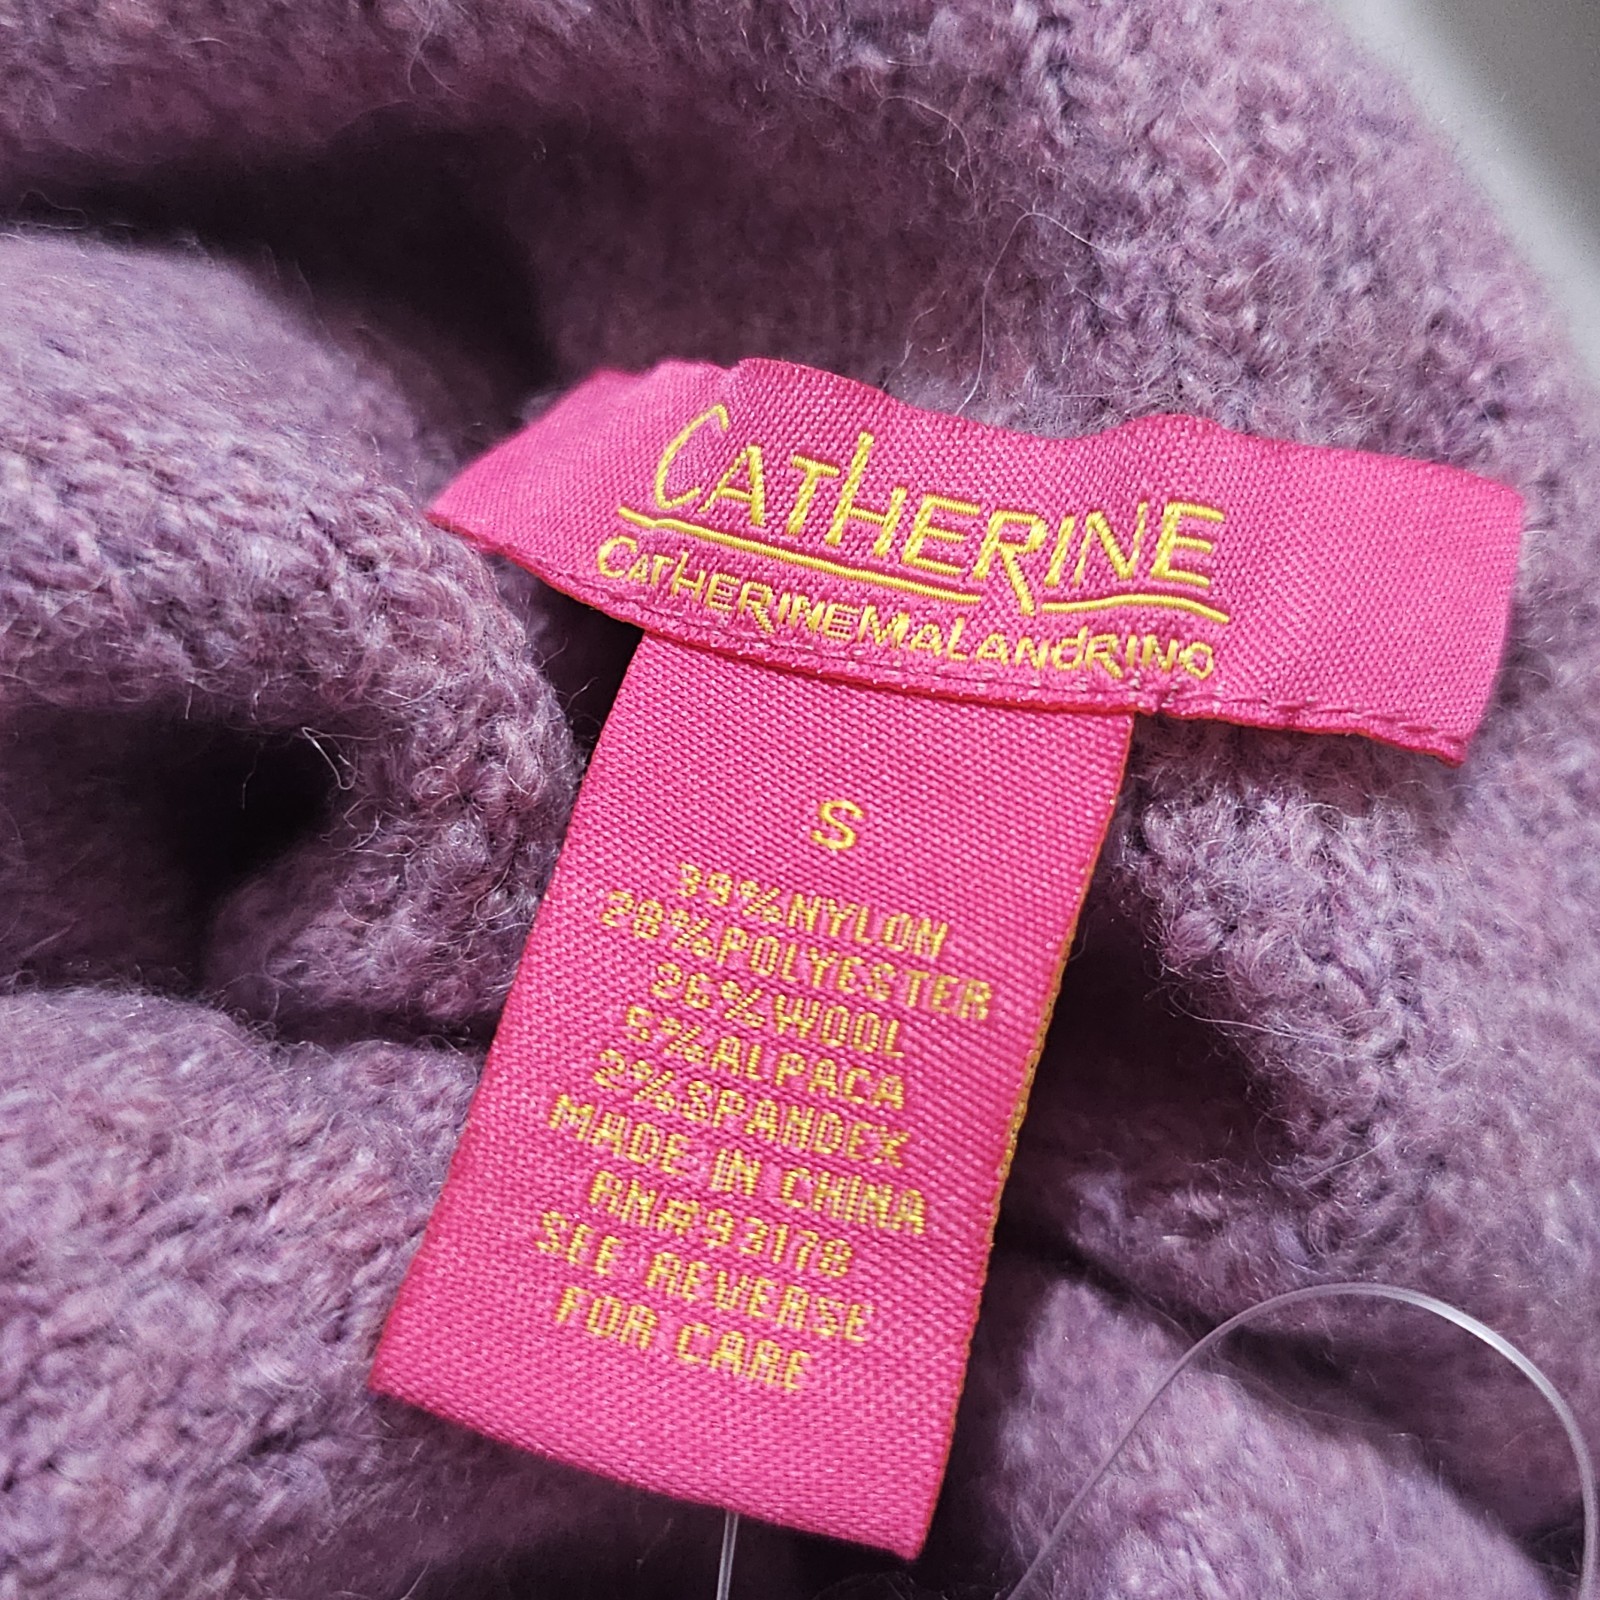 CATHERINE
CATHERINEMALANDRINO
S
39%NYLON
28%POLYESTER
26%WOOL
5%ALPACA
2%SPANDEX
MADE IN CHINA
RN#93178
SEE REVERSE
FOR CARE